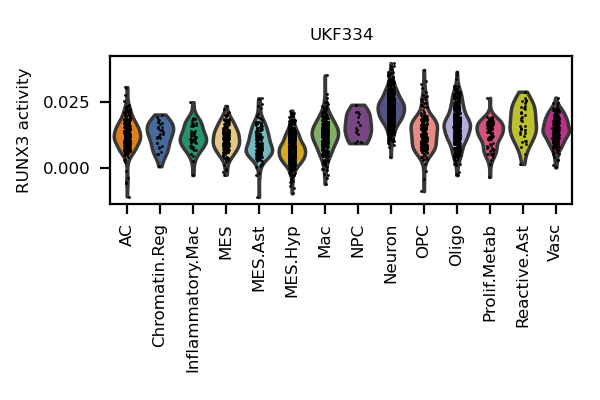 UKF334
RUNX3 activity
0.025
0.000
AC
Chromatin.Reg
Inflammatory.Mac
MES
MES.Ast
MES.Hyp
Mac
NPC
Neuron
OPC
Oligo
Prolif.Metab
Reactive.Ast
Vasc